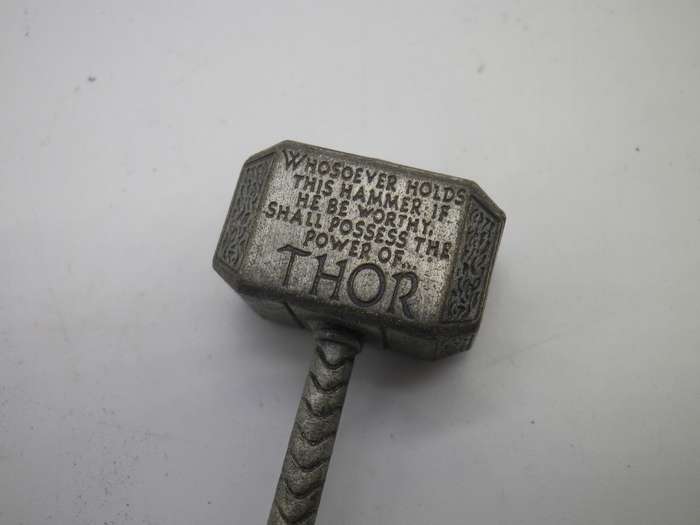 WHOSOEVER HOLDS
THIS HAMMER, IF
HE BE WORTHY,
SHALL POSSESS THE
POWER OF...
THOR